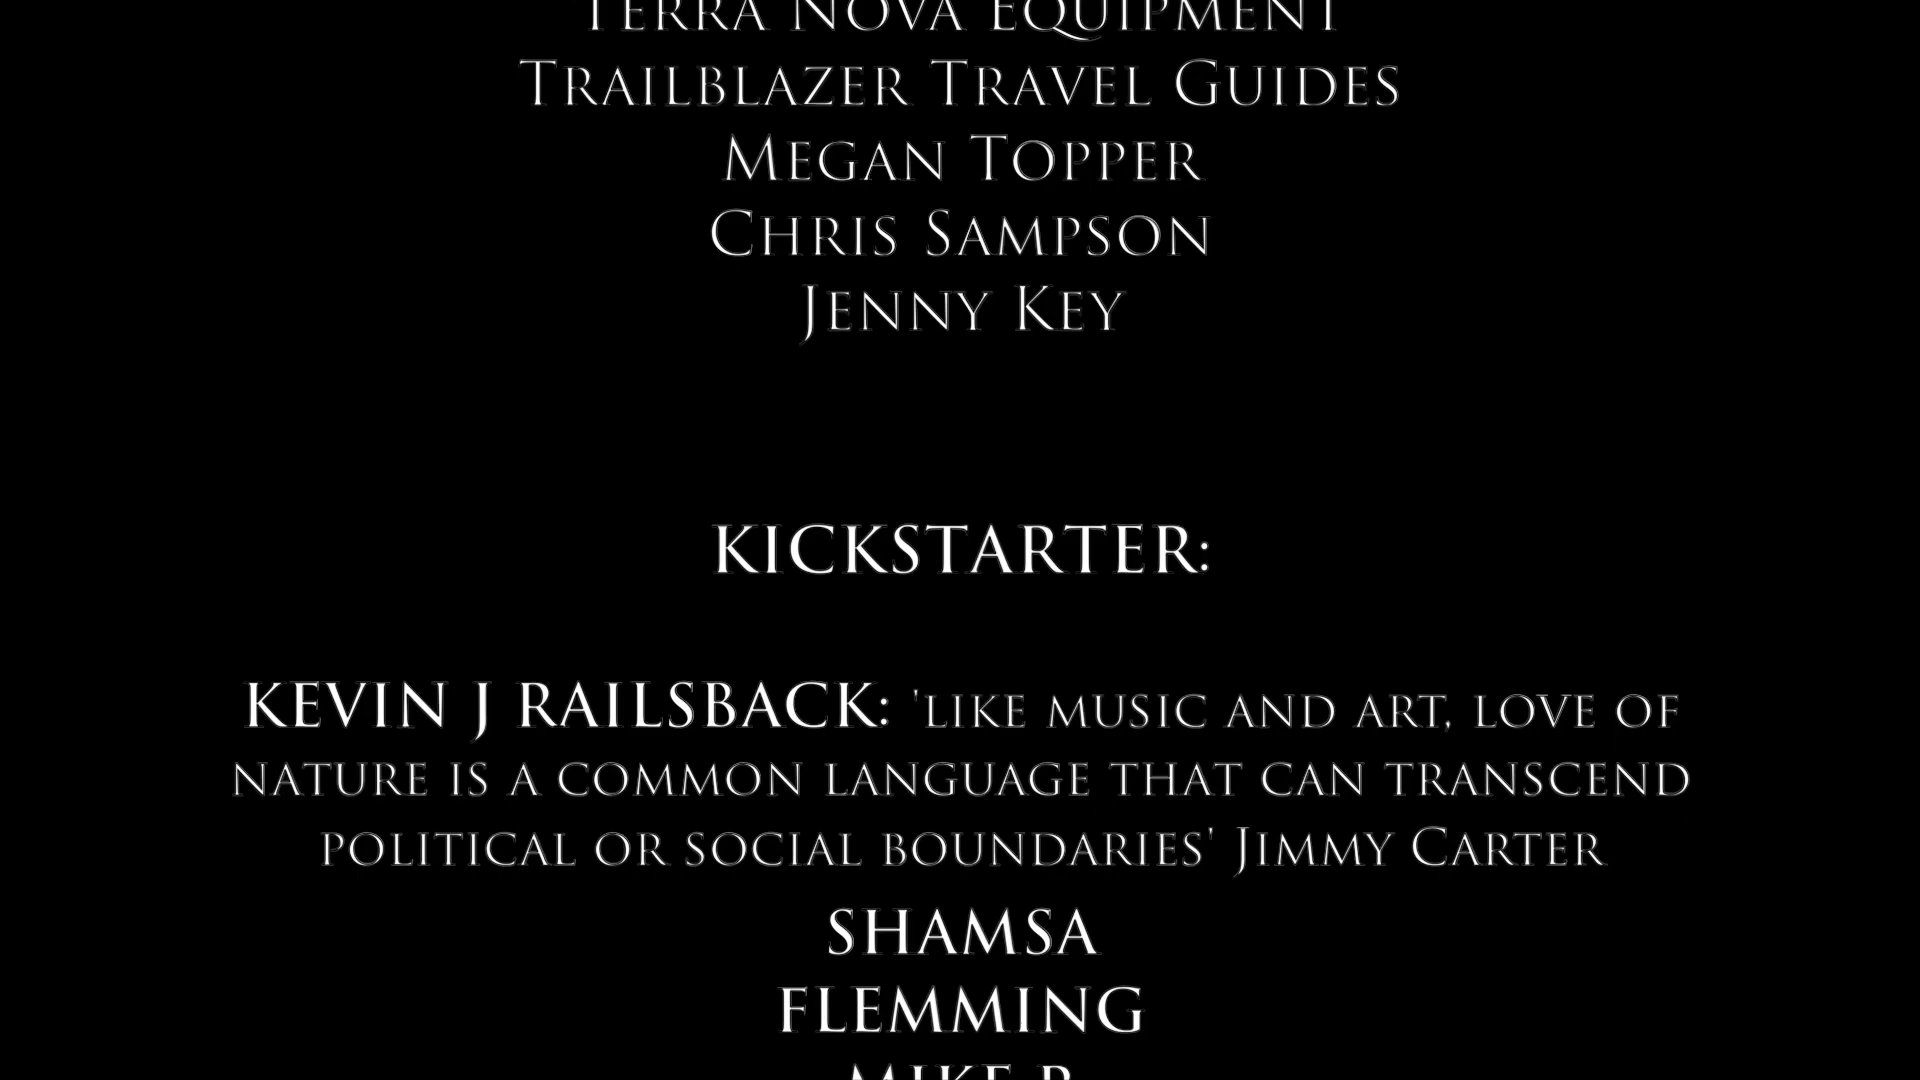 Terra Nova Equipment
Trailblazer Travel Guides
Megan Topper
Chris Sampson
Jenny Key
KICKSTARTER:
KEVIN J RAILSBACK: 'LIKE MUSIC AND ART, LOVE OF
NATURE IS A COMMON LANGUAGE THAT CAN TRANSCEND
POLITICAL OR SOCIAL BOUNDARIES' Jimmy Carter
SHAMSA
FLEMMING
MIKE